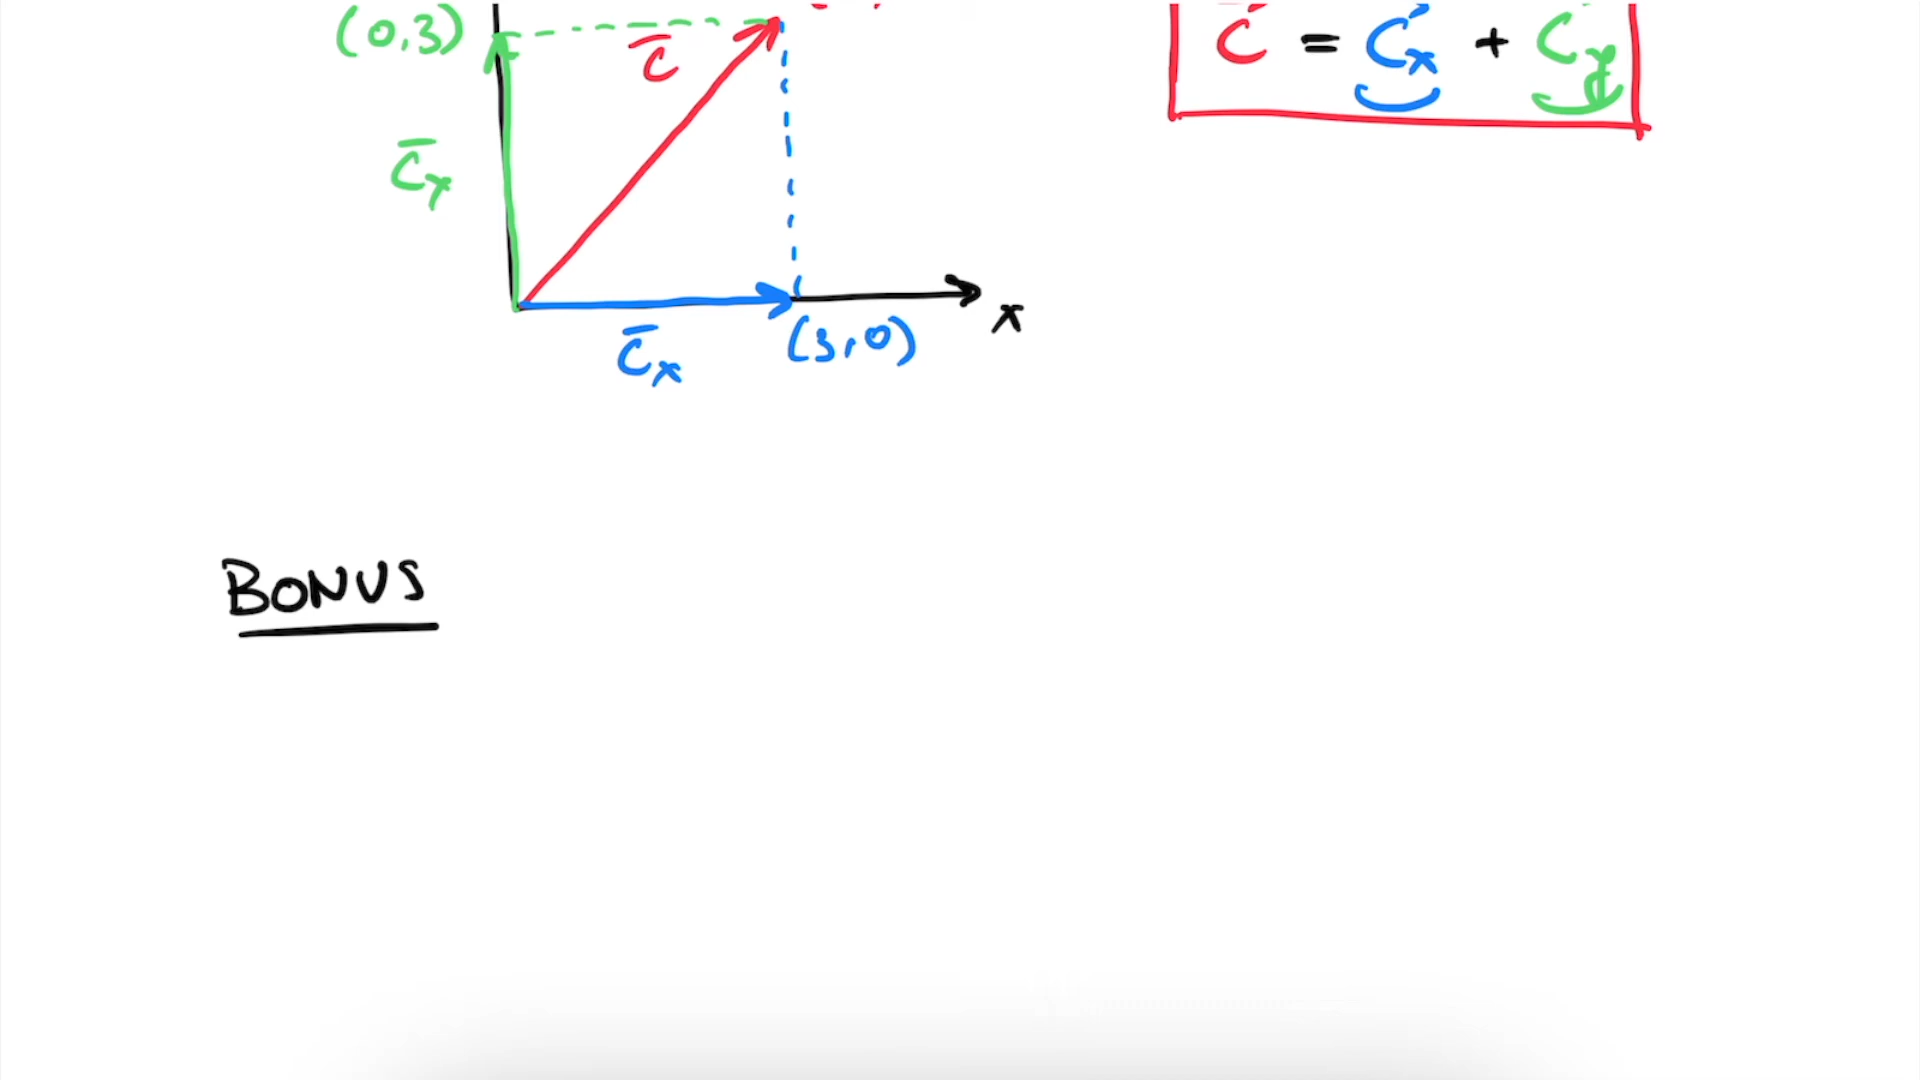 (0,3)
C̅
C⃗ = C⃗x + C⃗y
C̅y
x
C̅x
(3,0)
BONUS